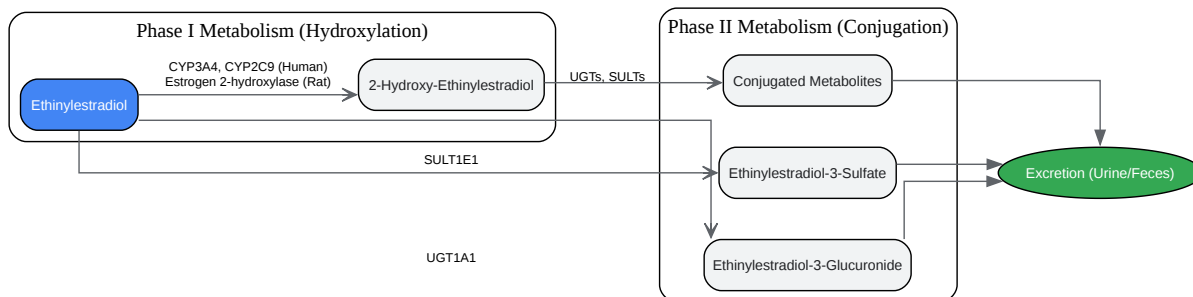 Phase I Metabolism (Hydroxylation)
CYP3A4, CYP2C9 (Human)
Estrogen 2-hydroxylase (Rat)
Ethinylestradiol
2-Hydroxy-Ethinylestradiol
UGTs, SULTs
Phase II Metabolism (Conjugation)
Conjugated Metabolites
SULT1E1
Ethinylestradiol-3-Sulfate
Excretion (Urine/Feces)
UGT1A1
Ethinylestradiol-3-Glucuronide